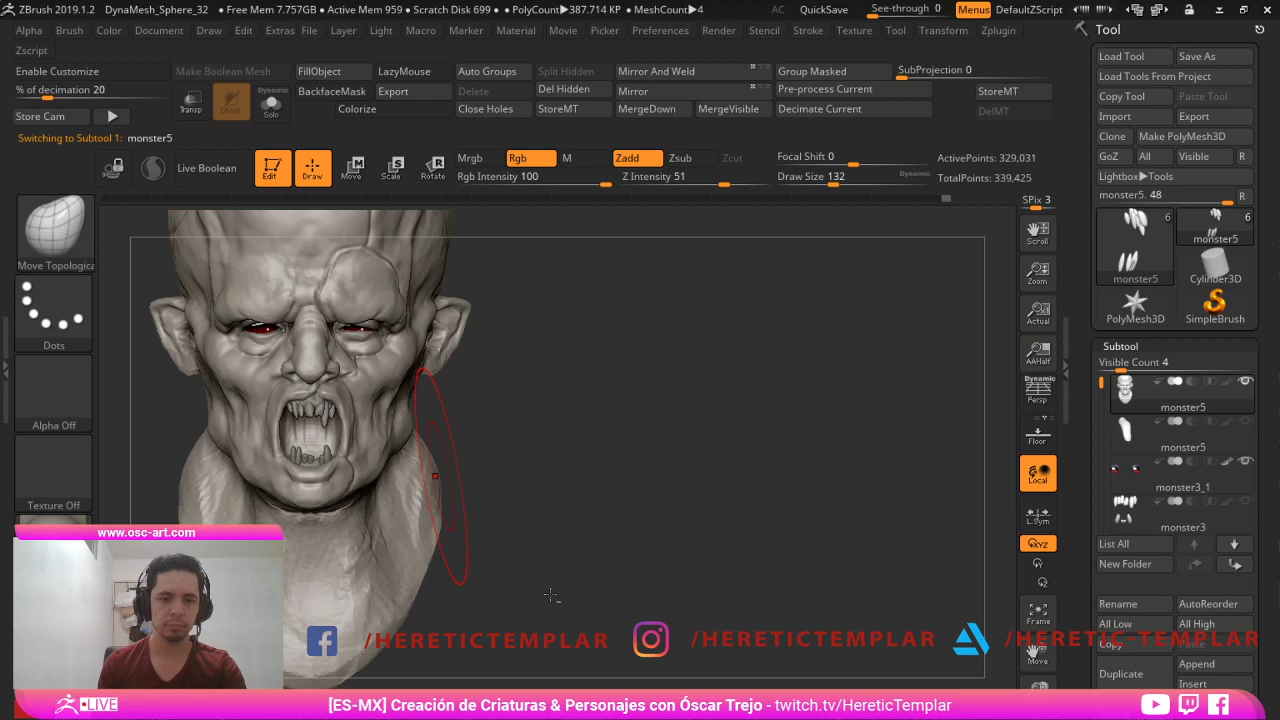 ZBrush 2019.1.2 DynaMesh_Sphere_32 • Free Mem 7.757GB • Active Mem 959 • Scratch Disk 699 • PolyCount▶387.714 KP • MeshCount▶4 AC QuickSave See-through 0 Menus DefaultZScript
Alpha Brush Color Document Draw Edit Extras File Layer Light Macro Marker Material Movie Picker Preferences Render Stencil Stroke Texture Tool Transform Zplugin
Zscript
Enable Customize Make Boolean Mesh FillObject LazyMouse Auto Groups Split Hidden Mirror And Weld Group Masked SubProjection 0
% of decimation 20 Transp Ghost Dynamic Solo BackfaceMask Export Delete Del Hidden Mirror Pre-process Current StoreMT
Store Cam Colorize Close Holes StoreMT MergeDown MergeVisible Decimate Current DelMT
Switching to Subtool 1: monster5
Live Boolean Edit Draw Move Scale Rotate Mrgb Rgb M Zadd Zsub Zcut Focal Shift 0 ActivePoints: 329,031
Rgb Intensity 100 Z Intensity 51 Draw Size 132 Dynamic TotalPoints: 339,425
Move Topologica
Dots
Alpha Off
Texture Off
SPix 3
Scroll
Zoom
Actual
AAHalf
Dynamic
Persp
Floor
Local
L.Sym
XYZ
Frame
Move
Tool
Load Tool Save As
Load Tools From Project
Copy Tool Paste Tool
Import Export
Clone Make PolyMesh3D
GoZ All Visible R
Lightbox▶Tools
monster5. 48 R
6 6
monster5
monster5 Cylinder3D
PolyMesh3D SimpleBrush
Subtool
Visible Count 4
monster5
monster5
monster3_1
monster3
List All
New Folder
Rename AutoReorder
All Low All High
Copy Paste
Duplicate Append
Insert
www.osc-art.com
/HERETICTEMPLAR /HERETICTEMPLAR /HERETIC-TEMPLAR
•LIVE [ES-MX] Creación de Criaturas & Personajes con Óscar Trejo - twitch.tv/HereticTemplar